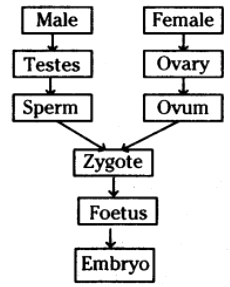 Male Female
Testes Ovary
Sperm Ovum
Zygote
Foetus
Embryo